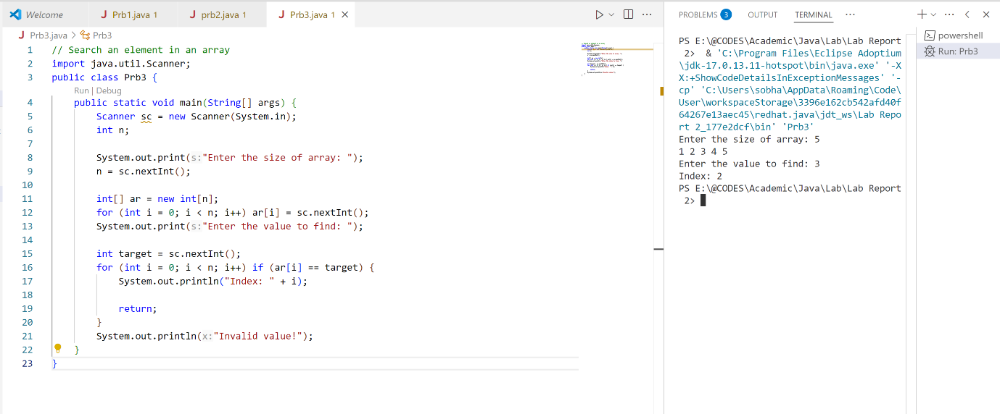 Welcome
J Prb1.java 1
J prb2.java 1
J Prb3.java 1
J Prb3.java > Prb3
1 // Search an element in an array
2 import java.util.Scanner;
3 public class Prb3 {
Run | Debug
4 public static void main(String[] args) {
5 Scanner sc = new Scanner(System.in);
6 int n;
7
8 System.out.print(s:"Enter the size of array: ");
9 n = sc.nextInt();
10
11 int[] ar = new int[n];
12 for (int i = 0; i < n; i++) ar[i] = sc.nextInt();
13 System.out.print(s:"Enter the value to find: ");
14
15 int target = sc.nextInt();
16 for (int i = 0; i < n; i++) if (ar[i] == target) {
17 System.out.println("Index: " + i);
18
19 return;
20 }
21 System.out.println(x:"Invalid value!");
22 }
23 }
PROBLEMS 3 OUTPUT TERMINAL ···
PS E:\@CODES\Academic\Java\Lab\Lab Report
2> & 'C:\Program Files\Eclipse Adoptium
\jdk-17.0.13.11-hotspot\bin\java.exe' '-X
X:+ShowCodeDetailsInExceptionMessages' '-
cp' 'C:\Users\sobha\AppData\Roaming\Code\
User\workspaceStorage\3396e162cb542afd40f
64267e13aec45\redhat.java\jdt_ws\Lab Repo
rt 2_177e2dcf\bin' 'Prb3'
Enter the size of array: 5
1 2 3 4 5
Enter the value to find: 3
Index: 2
PS E:\@CODES\Academic\Java\Lab\Lab Report
2>
powershell
Run: Prb3